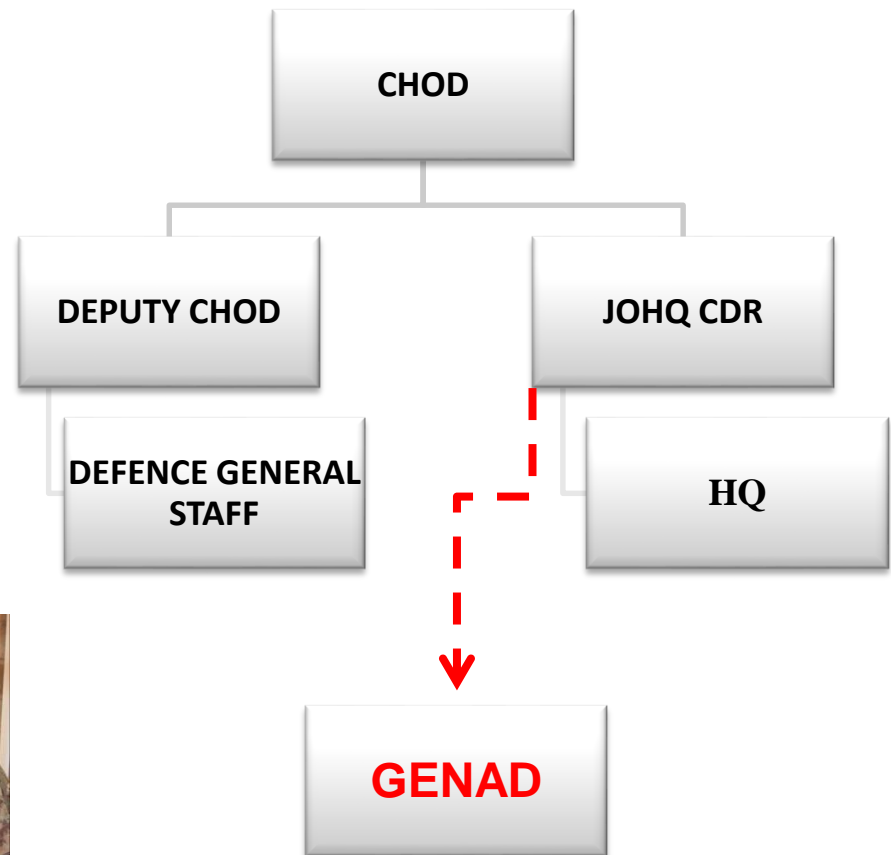 CHOD
DEPUTY CHOD
JOHQ CDR
DEFENCE GENERAL
STAFF
HQ
GENAD